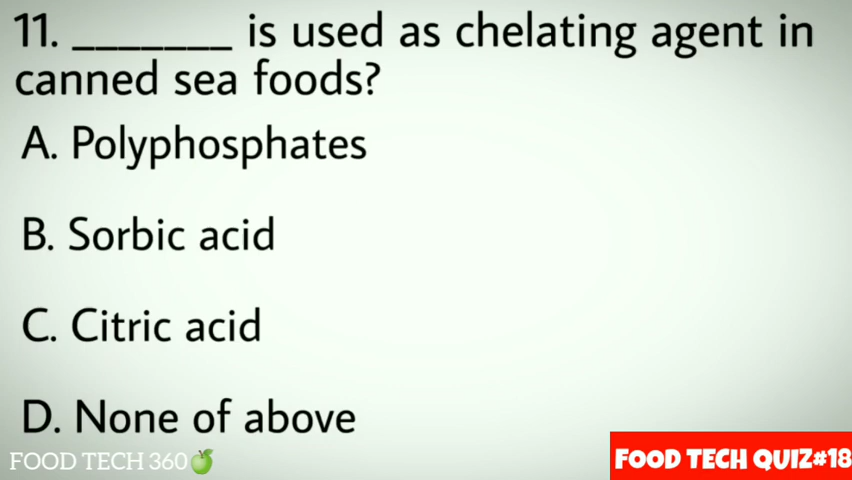 11. _______ is used as chelating agent in
canned sea foods?
A. Polyphosphates
B. Sorbic acid
C. Citric acid
D. None of above
FOOD TECH 360
FOOD TECH QUIZ#18